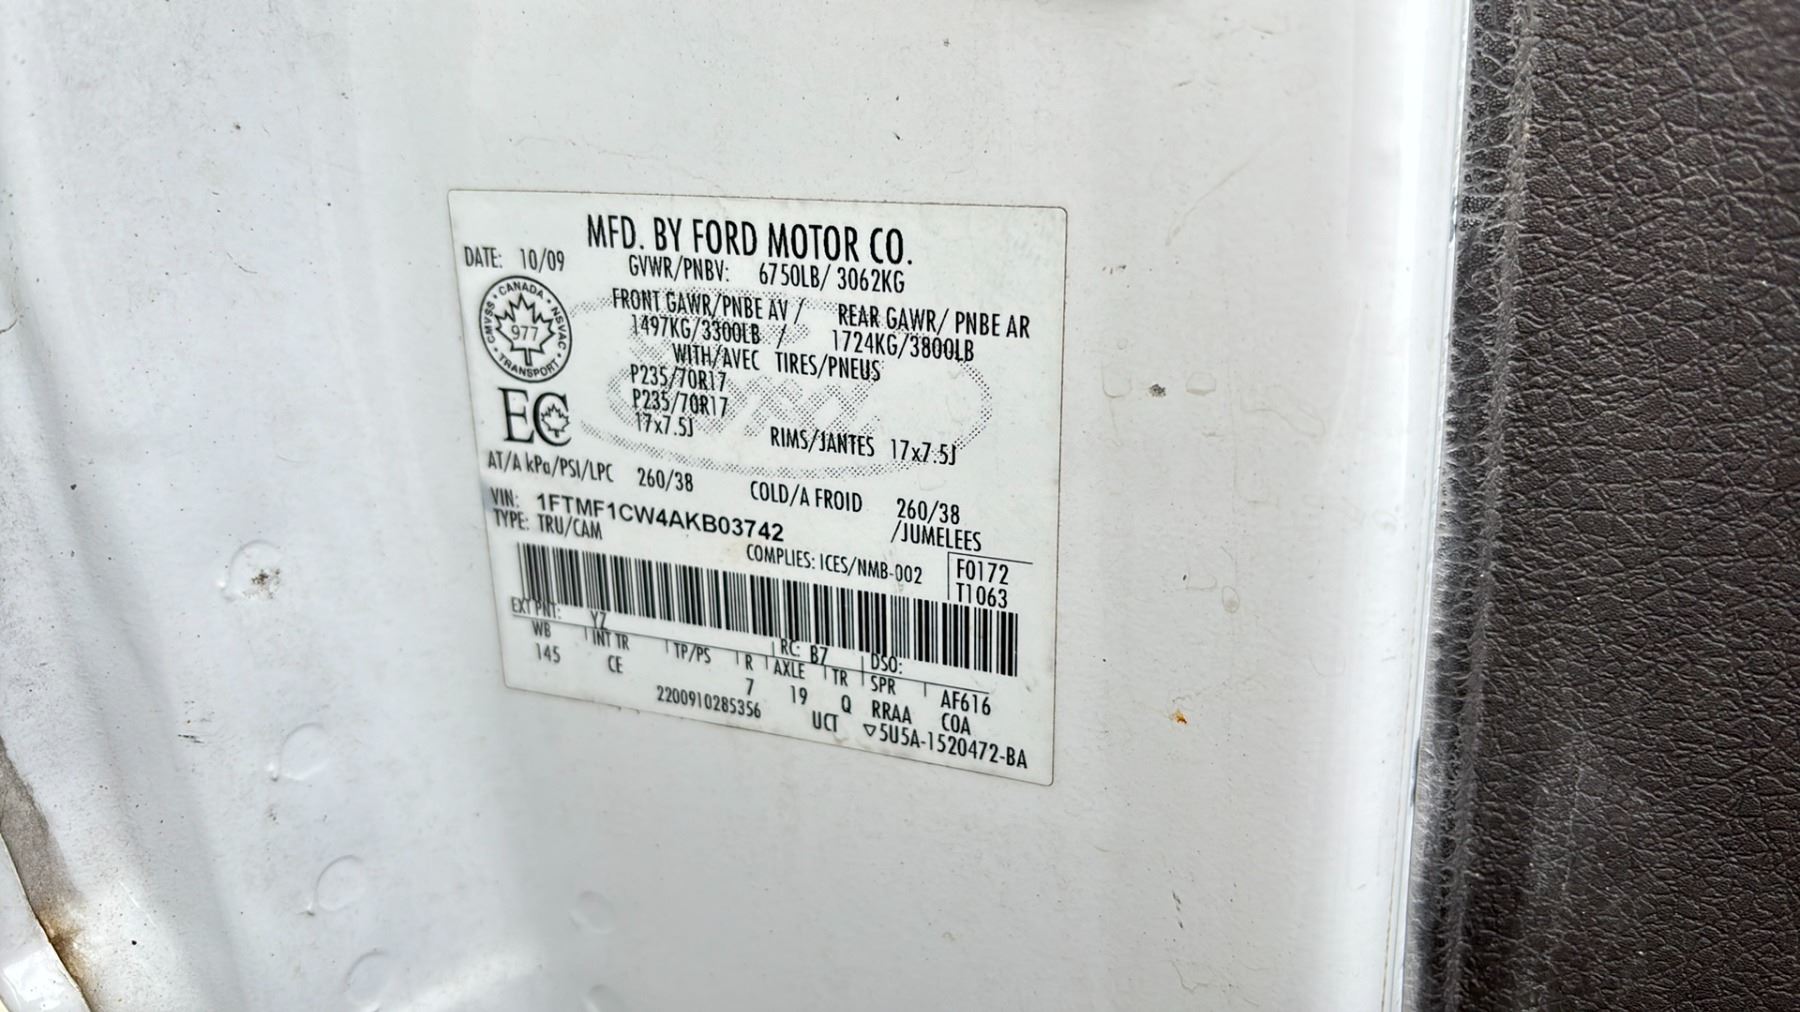 MFD. BY FORD MOTOR CO.
DATE: 10/09
GVWR/PNBV: 6750LB/ 3062KG
FRONT GAWR/PNBE AV / REAR GAWR/ PNBE AR
1497KG/3300LB / 1724KG/3800LB
WITH/AVEC TIRES/PNEUS
P235/70R17
P235/70R17
17x7.5J RIMS/JANTES 17x7.5J
CANADA
CMVSS NSVAC
977
TRANSPORT
EC
AT/A kPa/PSI/LPC 260/38 COLD/A FROID 260/38
VIN: 1FTMF1CW4AKB03742 /JUMELEES
TYPE: TRU/CAM
COMPLIES: ICES/NMB-002 F0172
T1063
EXT PNT: YZ RC: B7 DSO:
WB INT TR TP/PS R AXLE TR SPR AF616
145 CE 7 19 Q RRAA COA
2200910285356 UCT ▽5U5A-1520472-BA